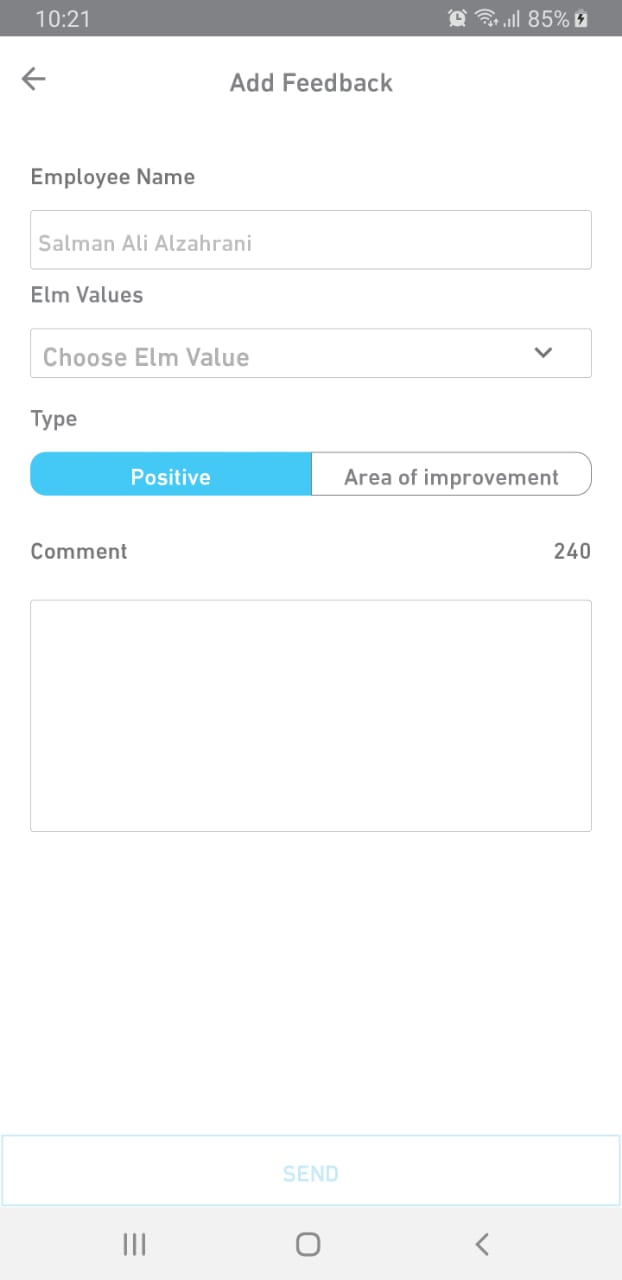 10:21 85%
Add Feedback
Employee Name
Salman Ali Alzahrani
Elm Values
Choose Elm Value
Type
Positive Area of improvement
Comment 240
SEND